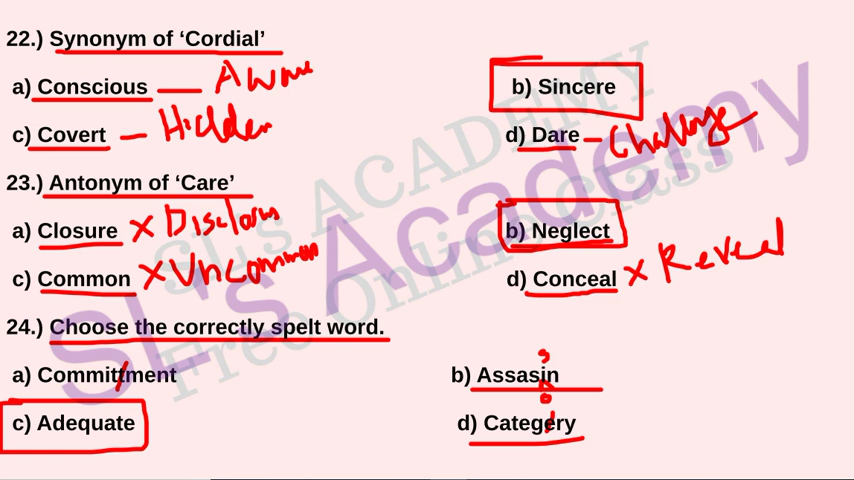 22.) Synonym of ‘Cordial’
a) Conscious — Aware b) Sincere
c) Covert — Hidden d) Dare — Challenge
23.) Antonym of ‘Care’
a) Closure × Disclosure b) Neglect
c) Common × Uncommon d) Conceal × Reveal
24.) Choose the correctly spelt word.
a) Committment b) Assasin
s
c) Adequate d) Categery
o
SL's Academy
SL's ACADEMY
Free Online Class